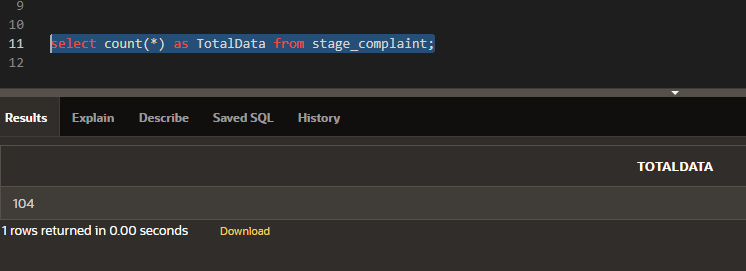 9
10
11 select count(*) as TotalData from stage_complaint;
12
Results Explain Describe Saved SQL History
TOTALDATA
104
1 rows returned in 0.00 seconds Download